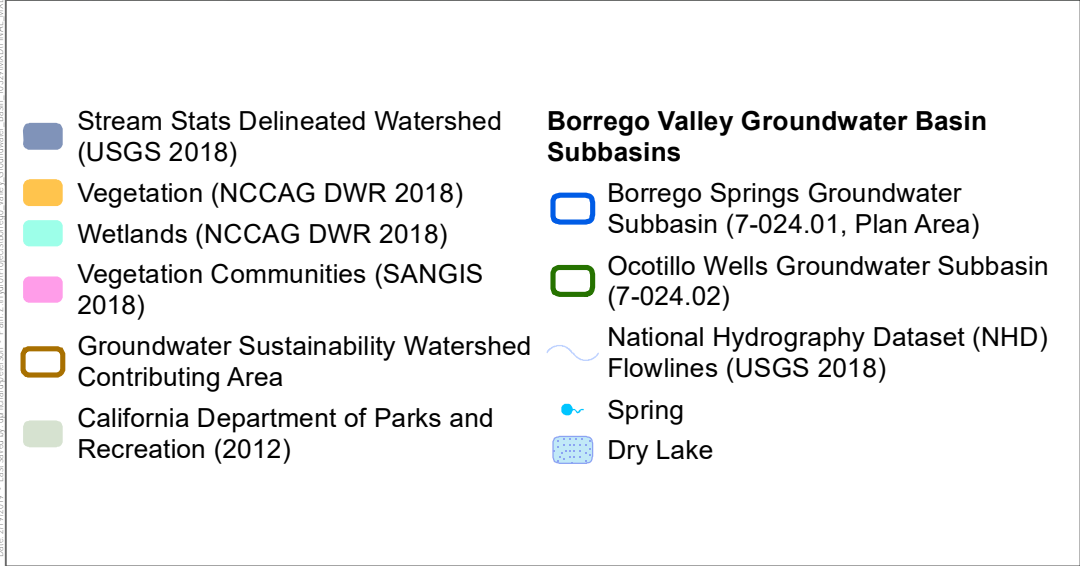 Stream Stats Delineated Watershed
(USGS 2018)
Vegetation (NCCAG DWR 2018)
Wetlands (NCCAG DWR 2018)
Vegetation Communities (SANGIS
2018)
Groundwater Sustainability Watershed
Contributing Area
California Department of Parks and
Recreation (2012)
Borrego Valley Groundwater Basin
Subbasins
Borrego Springs Groundwater
Subbasin (7-024.01, Plan Area)
Ocotillo Wells Groundwater Subbasin
(7-024.02)
National Hydrography Dataset (NHD)
Flowlines (USGS 2018)
Spring
Dry Lake